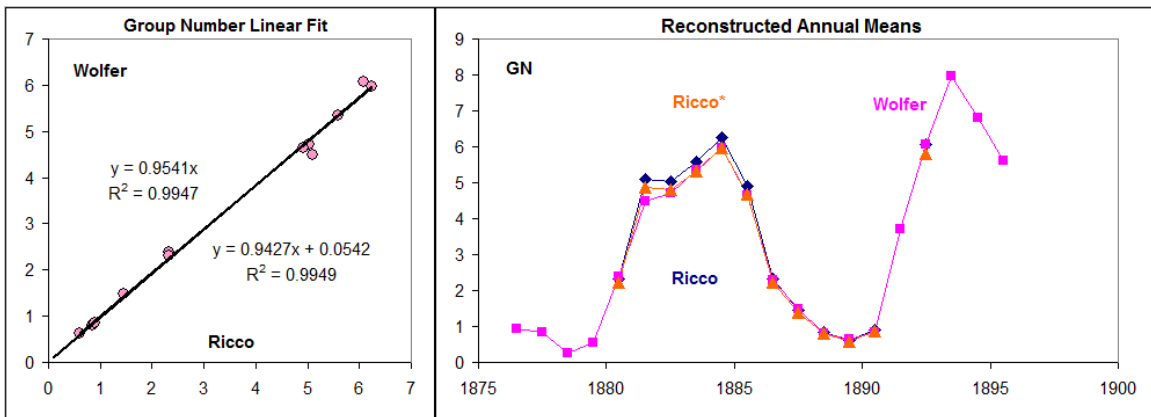 Group Number Linear Fit
7
6
5
4
3
2
1
0
Wolfer
y = 0.9541x
R² = 0.9947
y = 0.9427x + 0.0542
R² = 0.9949
Ricco
0 1 2 3 4 5 6 7
Reconstructed Annual Means
9
8
7
6
5
4
3
2
1
0
GN
Ricco*
Wolfer
Ricco
1875 1880 1885 1890 1895 1900